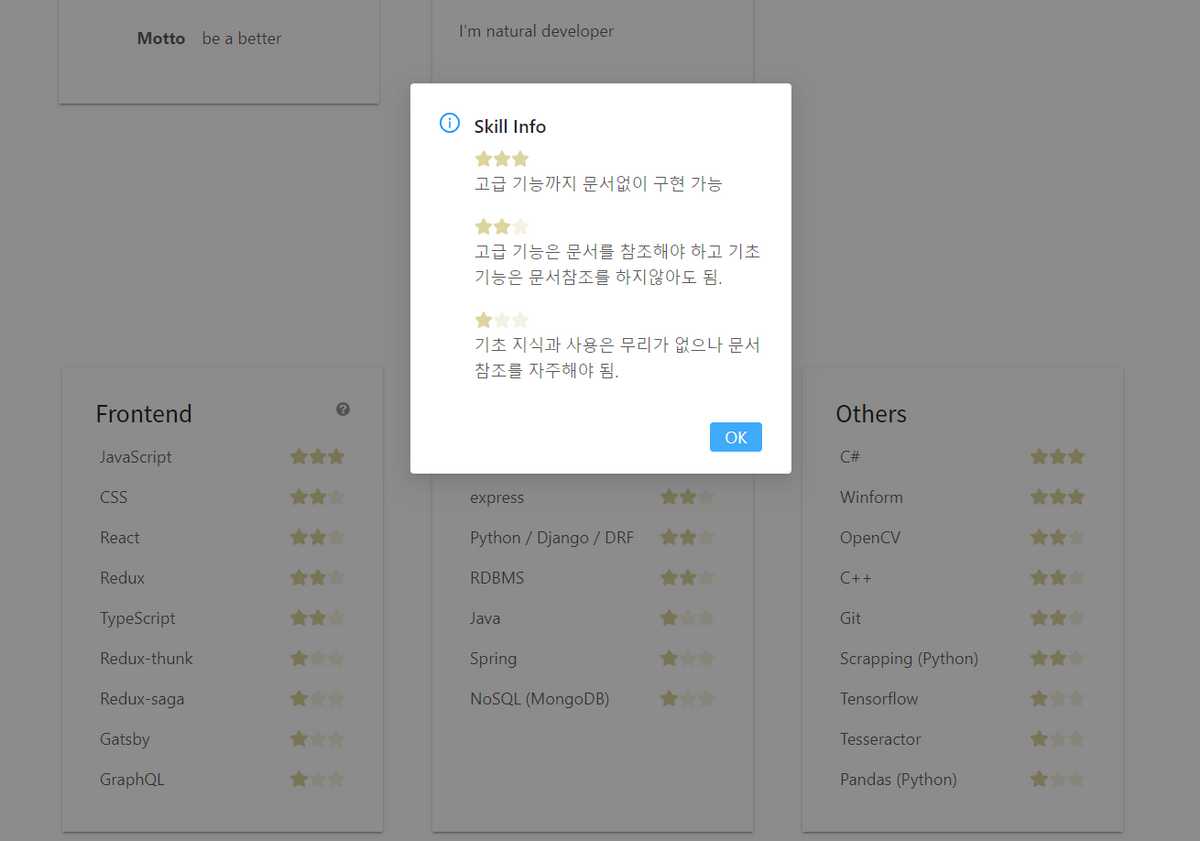 Motto be a better
I'm natural developer
Skill Info
고급 기능까지 문서없이 구현 가능
고급 기능은 문서를 참조해야 하고 기초
기능은 문서참조를 하지않아도 됨.
기초 지식과 사용은 무리가 없으나 문서
참조를 자주해야 됨.
OK
Frontend
JavaScript
CSS
React
Redux
TypeScript
Redux-thunk
Redux-saga
Gatsby
GraphQL
express
Python / Django / DRF
RDBMS
Java
Spring
NoSQL (MongoDB)
Others
C#
Winform
OpenCV
C++
Git
Scrapping (Python)
Tensorflow
Tesseractor
Pandas (Python)